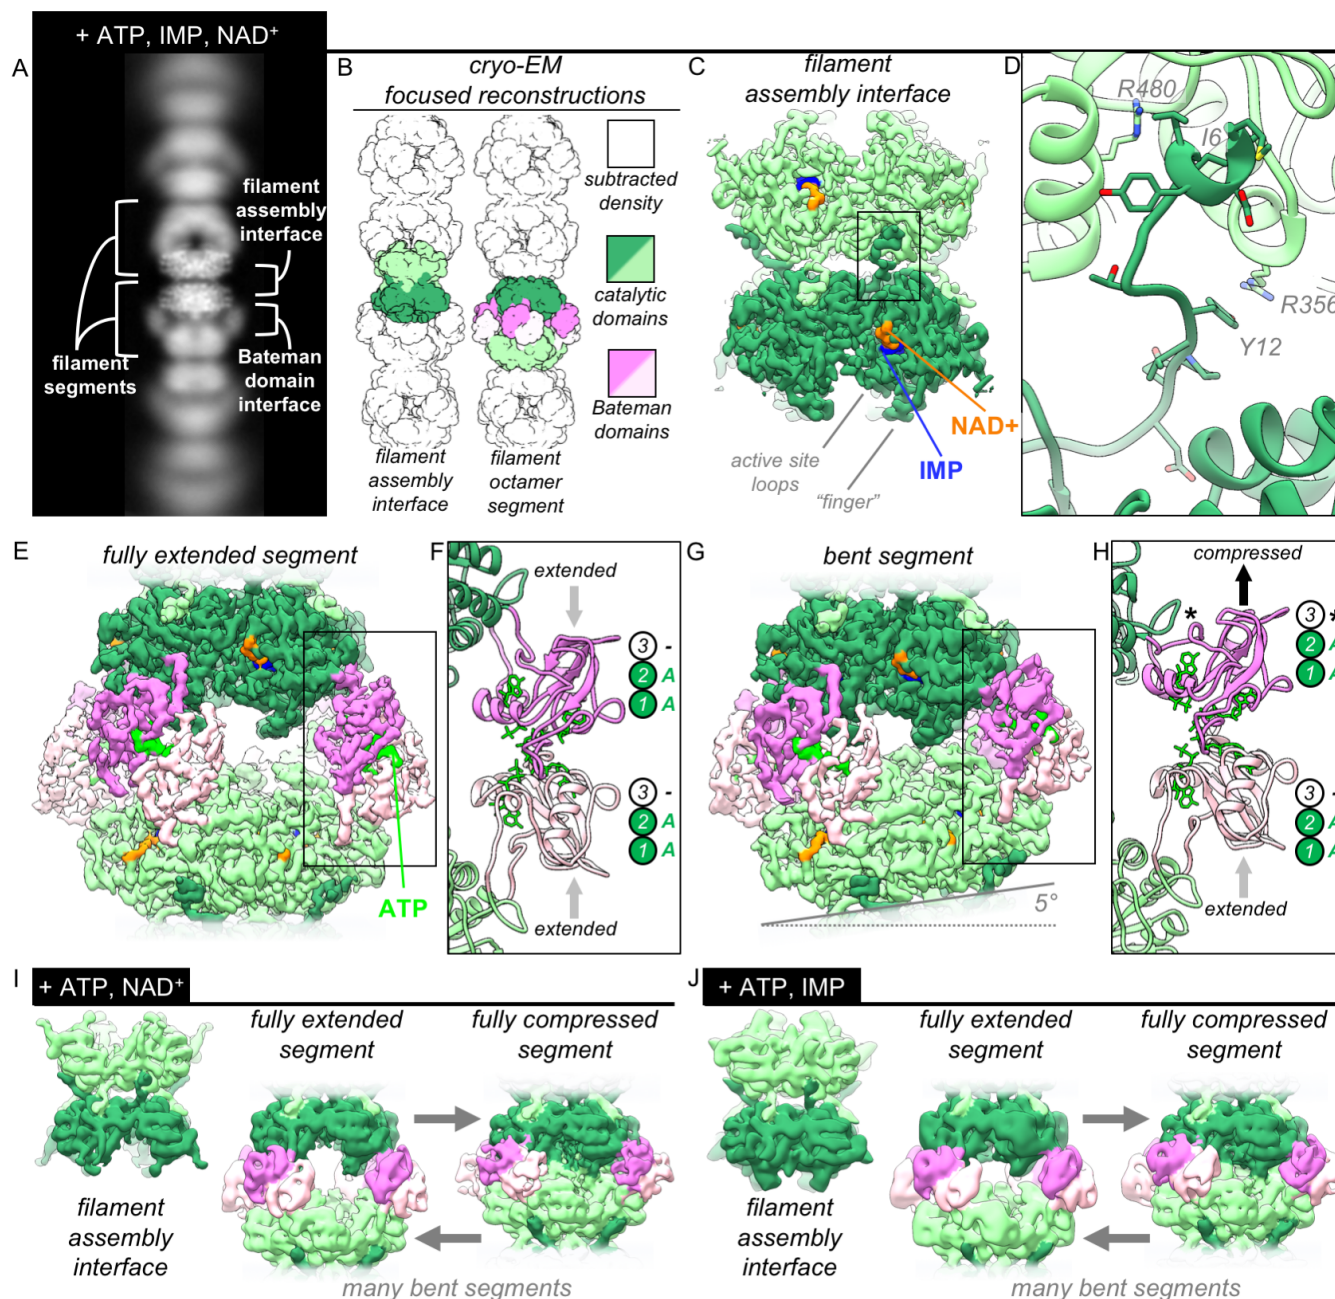 + ATP, IMP, NAD+
A
filament
assembly
interface
filament
segments
Bateman
domain
interface
B
cryo-EM
focused reconstructions
subtracted
density
catalytic
domains
Bateman
domains
filament
assembly
interface
filament
octamer
segment
C
filament
assembly interface
NAD+
IMP
active site
loops
"finger"
D
R480
I6
R356
Y12
E
fully extended segment
ATP
F
extended
3 -
2 A
1 A
3 -
2 A
1 A
extended
G
bent segment
5°
H
compressed
*
3 *
2 A
1 A
3 -
2 A
1 A
extended
I
+ ATP, NAD+
filament
assembly
interface
fully extended
segment
fully compressed
segment
many bent segments
J
+ ATP, IMP
filament
assembly
interface
fully extended
segment
fully compressed
segment
many bent segments